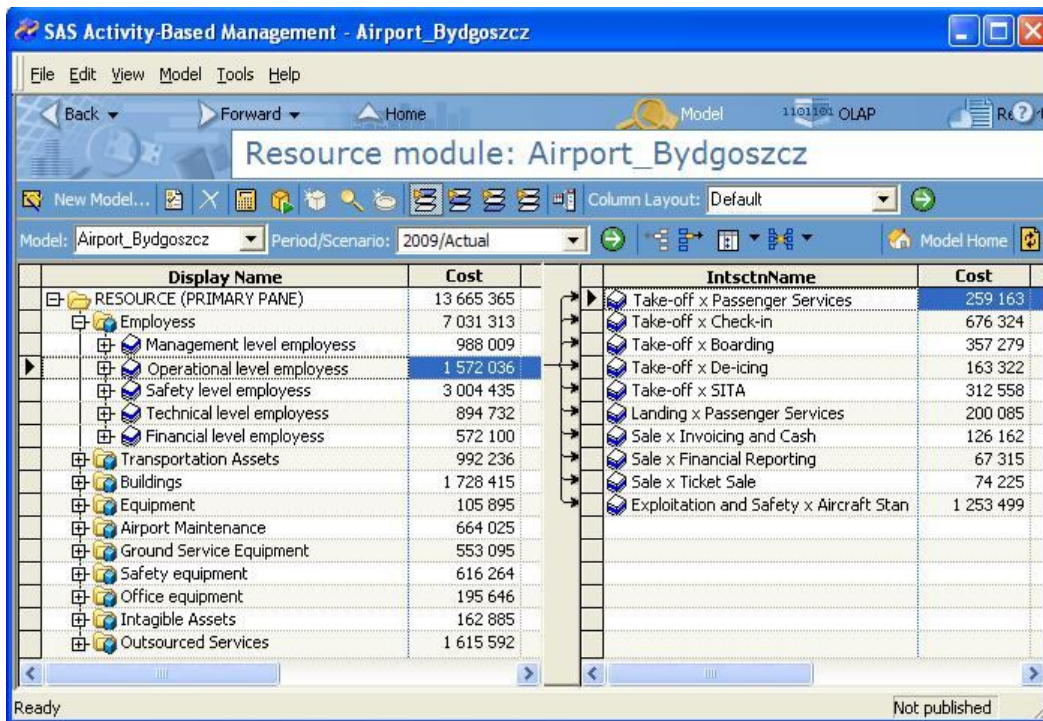 SAS Activity-Based Management - Airport_Bydgoszcz
File Edit View Model Tools Help
Back Forward Home Model 1101101 OLAP
Resource module: Airport_Bydgoszcz
New Model... Column Layout: Default
Model: Airport_Bydgoszcz Period/Scenario: 2009/Actual Model Home
Display Name Cost IntsctnName Cost
RESOURCE (PRIMARY PANE) 13 665 365 Take-off x Passenger Services 259 163
Employess 7 031 313 Take-off x Check-in 676 324
Management level employess 988 009 Take-off x Boarding 357 279
Operational level employess 1 572 036 Take-off x De-icing 163 322
Safety level employess 3 004 435 Take-off x SITA 312 558
Technical level employess 894 732 Landing x Passenger Services 200 085
Financial level employess 572 100 Sale x Invoicing and Cash 126 162
Transportation Assets 992 236 Sale x Financial Reporting 67 315
Buildings 1 728 415 Sale x Ticket Sale 74 225
Equipment 105 895 Exploitation and Safety x Aircraft Stan 1 253 499
Airport Maintenance 664 025
Ground Service Equipment 553 095
Safety equipment 616 264
Office equipment 195 646
Intagible Assets 162 885
Outsourced Services 1 615 592
Ready Not published